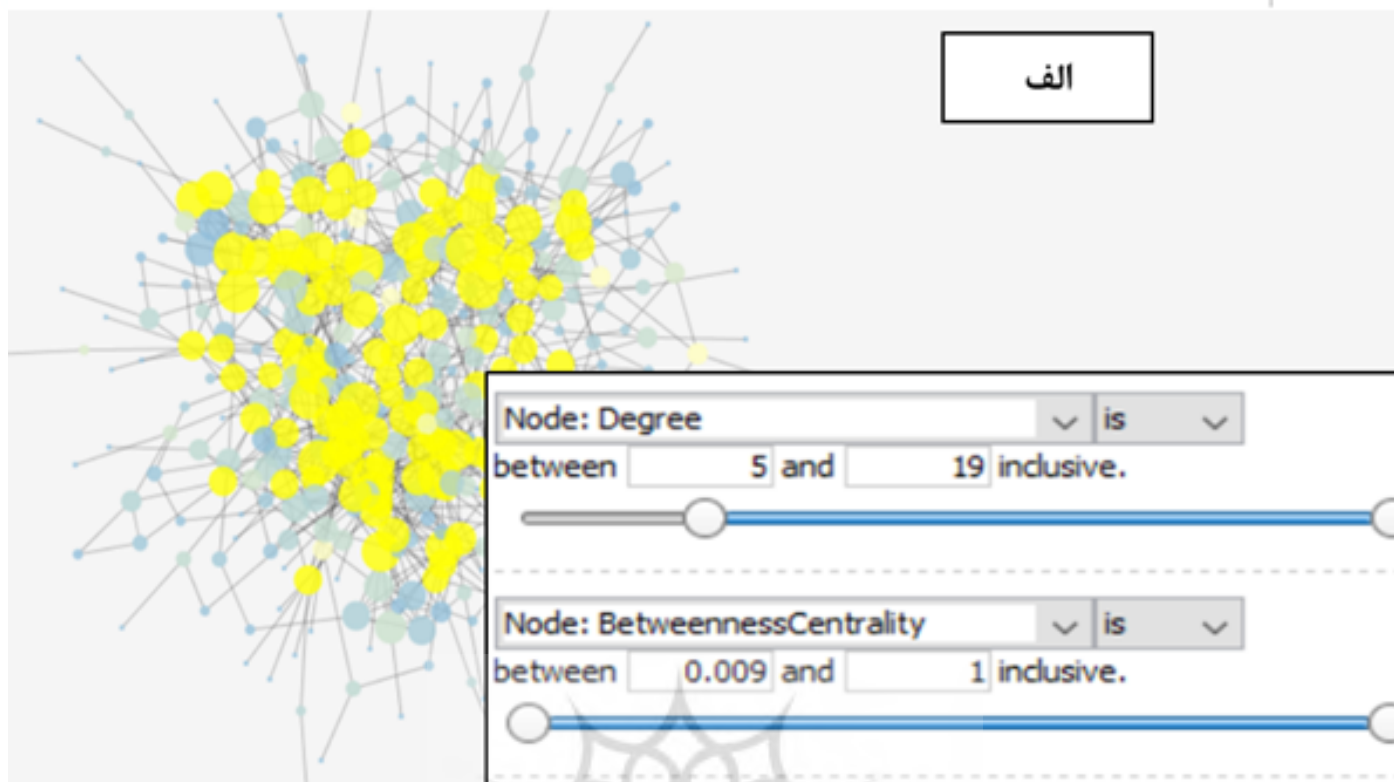 الف
Node: Degree is
between 5 and 19 inclusive.
Node: BetweennessCentrality is
between 0.009 and 1 inclusive.